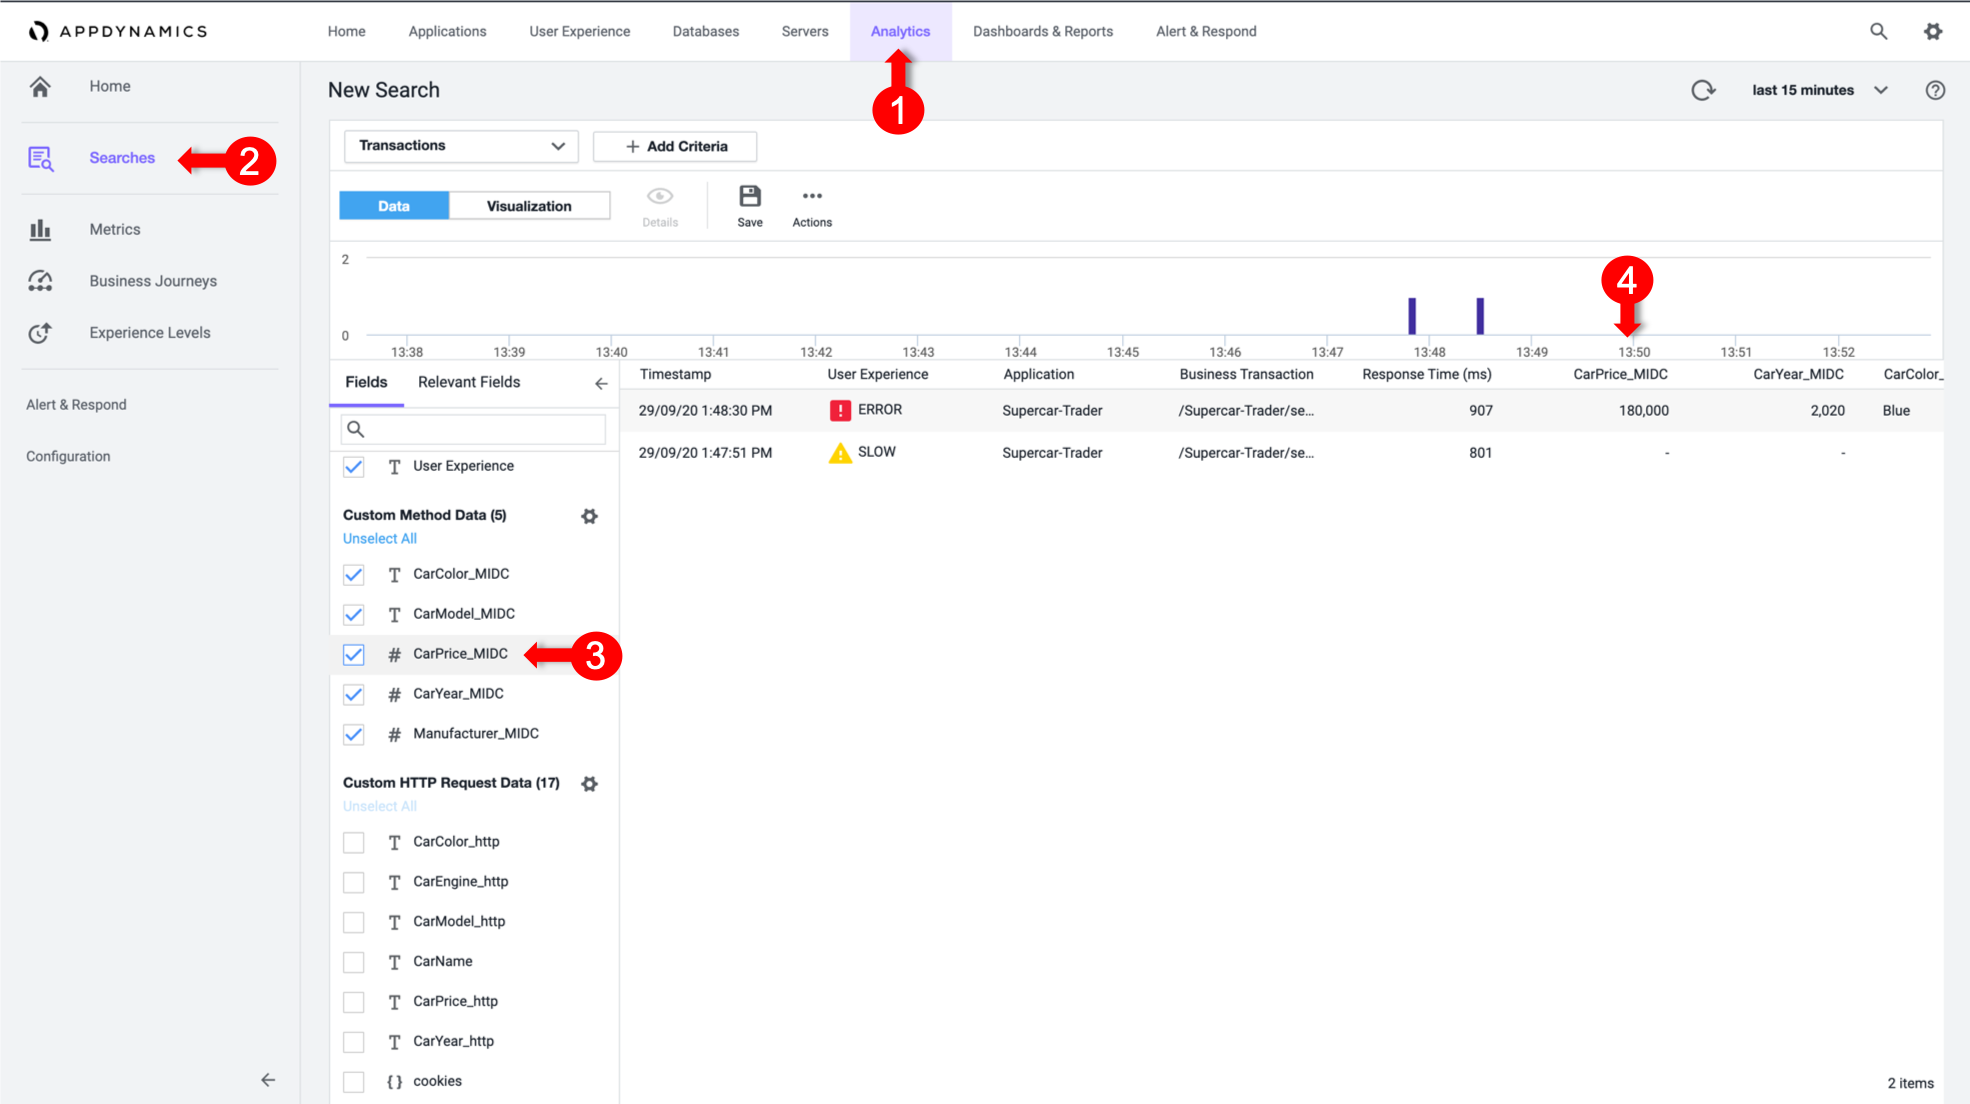 APPDYNAMICS
Home
Applications
User Experience
Databases
Servers
Analytics
Dashboards & Reports
Alert & Respond
1
Home
Searches
2
Metrics
Business Journeys
Experience Levels
Alert & Respond
Configuration
New Search
last 15 minutes
Transactions
+ Add Criteria
Data
Visualization
Details
Save
Actions
2
0
4
13:38 13:39 13:40 13:41 13:42 13:43 13:44 13:45 13:46 13:47 13:48 13:49 13:50 13:51 13:52
Fields
Relevant Fields
T User Experience
Custom Method Data (5)
Unselect All
T CarColor_MIDC
T CarModel_MIDC
# CarPrice_MIDC
3
# CarYear_MIDC
# Manufacturer_MIDC
Custom HTTP Request Data (17)
Unselect All
T CarColor_http
T CarEngine_http
T CarModel_http
T CarName
T CarPrice_http
T CarYear_http
{} cookies
Timestamp User Experience Application Business Transaction Response Time (ms) CarPrice_MIDC CarYear_MIDC CarColor_
29/09/20 1:48:30 PM ! ERROR Supercar-Trader /Supercar-Trader/se... 907 180,000 2,020 Blue
29/09/20 1:47:51 PM ! SLOW Supercar-Trader /Supercar-Trader/se... 801 - -
2 items